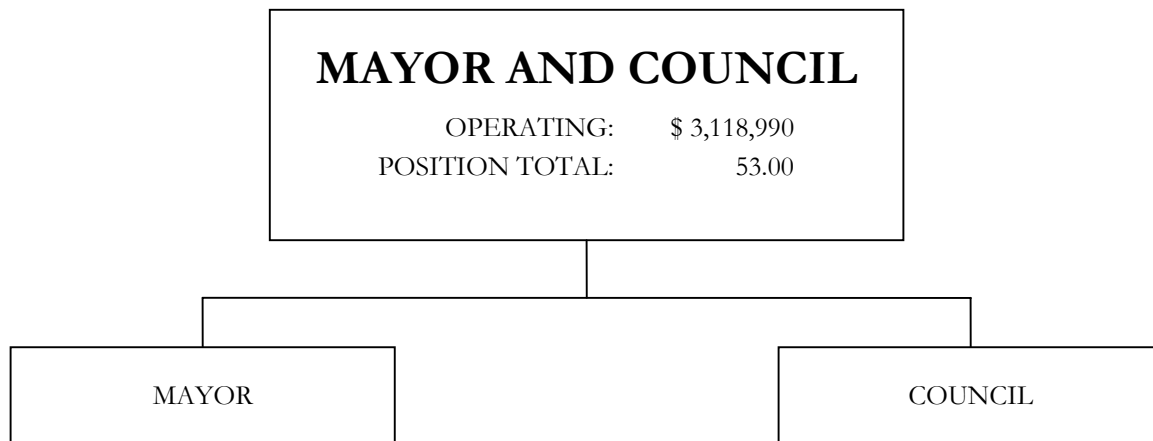 MAYOR AND COUNCIL
OPERATING: $ 3,118,990
POSITION TOTAL: 53.00
MAYOR
COUNCIL